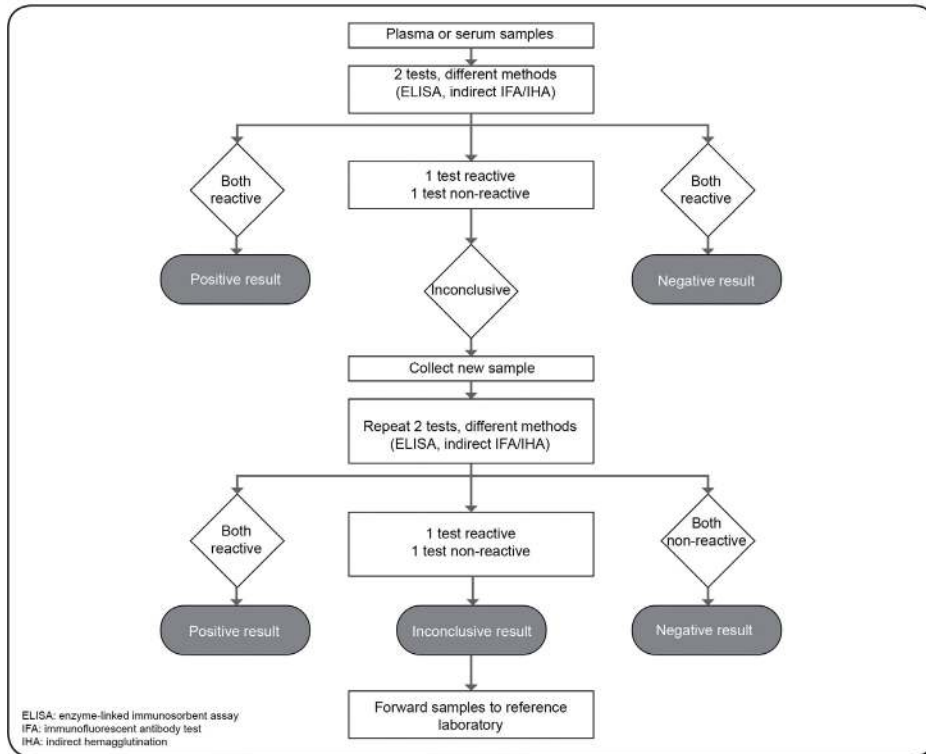 Plasma or serum samples
2 tests, different methods
(ELISA, indirect IFA/IHA)
Both
reactive
1 test reactive
1 test non-reactive
Both
reactive
Positive result
Inconclusive
Negative result
Collect new sample
Repeat 2 tests, different methods
(ELISA, indirect IFA/IHA)
Both
reactive
1 test reactive
1 test non-reactive
Both
non-reactive
Positive result
Inconclusive result
Negative result
Forward samples to reference
laboratory
ELISA: enzyme-linked immunosorbent assay
IFA: immunofluorescent antibody test
IHA: indirect hemagglutination